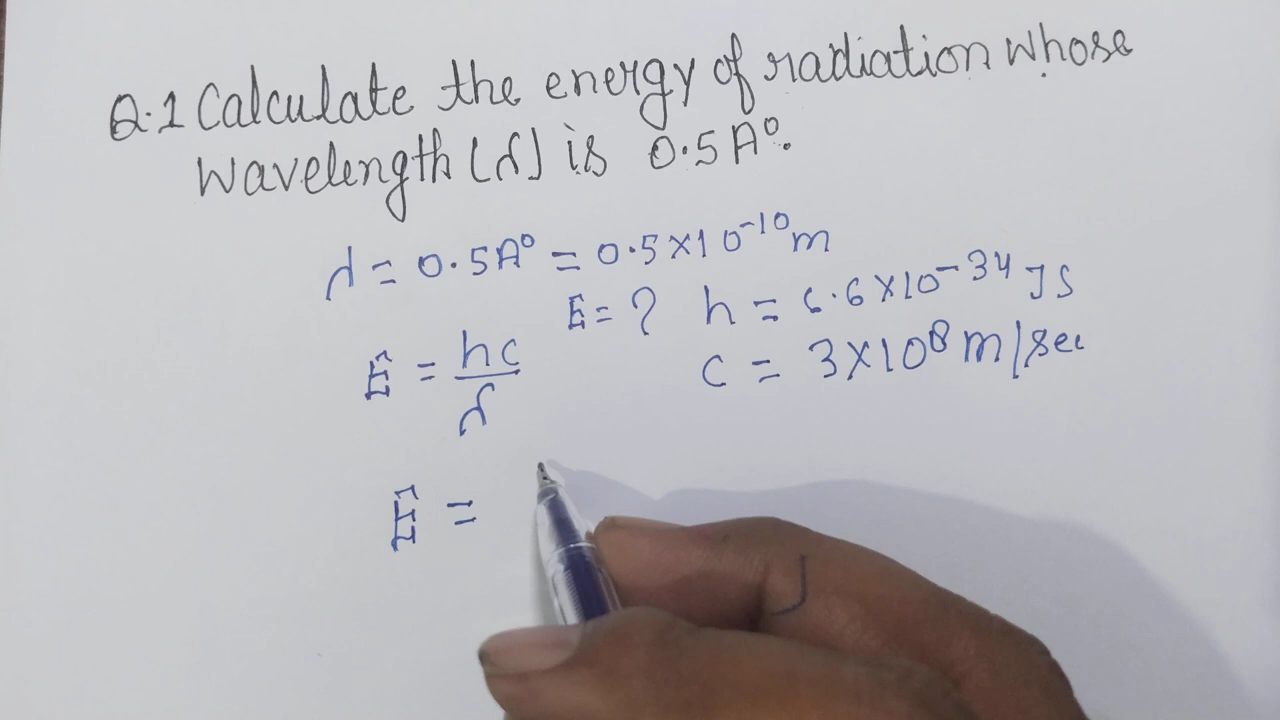 Q.1 Calculate the energy of radiation whose
wavelength (λ) is 0.5A°.
λ = 0.5A° = 0.5×10⁻¹⁰m
E = ? h = 6.6×10⁻³⁴ JS
E = hc/λ
C = 3×10⁸ m/sec
E =